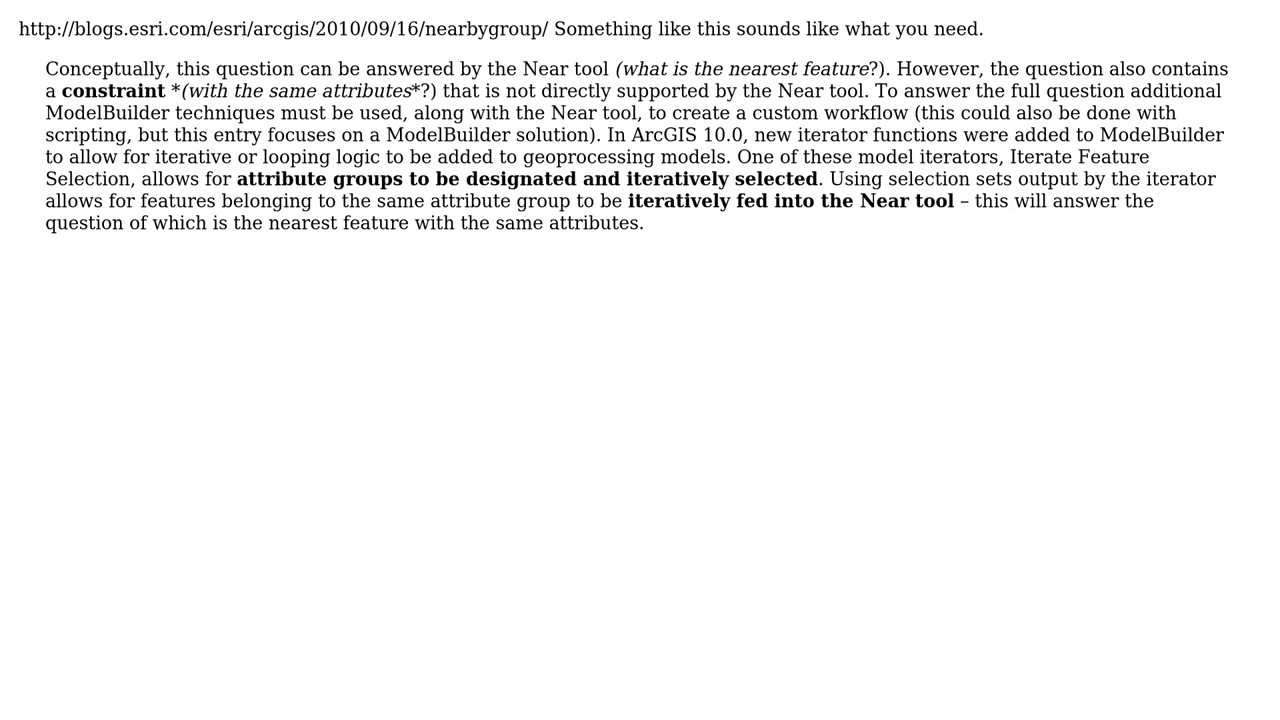 http://blogs.esri.com/esri/arcgis/2010/09/16/nearbygroup/ Something like this sounds like what you need.
Conceptually, this question can be answered by the Near tool (what is the nearest feature?). However, the question also contains
a constraint *(with the same attributes*?) that is not directly supported by the Near tool. To answer the full question additional
ModelBuilder techniques must be used, along with the Near tool, to create a custom workflow (this could also be done with
scripting, but this entry focuses on a ModelBuilder solution). In ArcGIS 10.0, new iterator functions were added to ModelBuilder
to allow for iterative or looping logic to be added to geoprocessing models. One of these model iterators, Iterate Feature
Selection, allows for attribute groups to be designated and iteratively selected. Using selection sets output by the iterator
allows for features belonging to the same attribute group to be iteratively fed into the Near tool – this will answer the
question of which is the nearest feature with the same attributes.